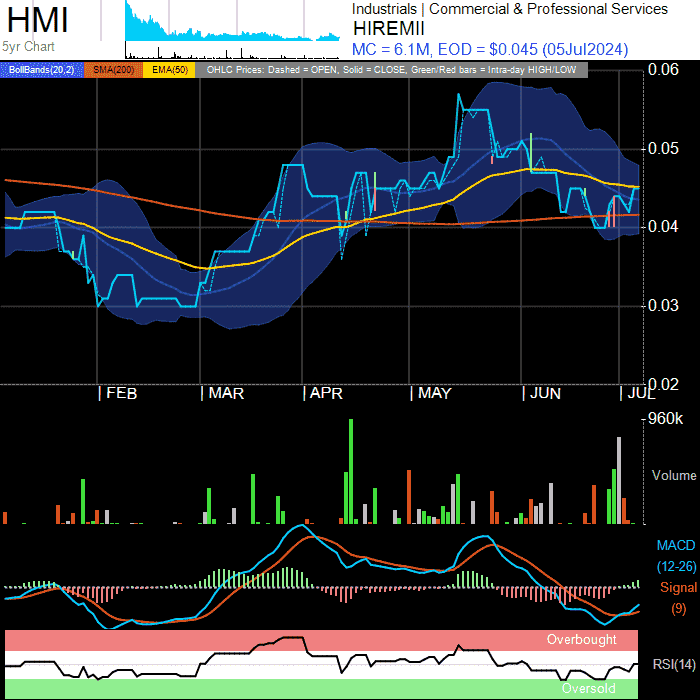 HMI
5yr Chart
Industrials | Commercial & Professional Services
HIREMII
MC = 6.1M, EOD = $0.045 (05Jul2024)
BollBands(20,2) SMA(200) EMA(50) OHLC Prices: Dashed = OPEN, Solid = CLOSE, Green/Red bars = Intra-day HIGH/LOW
0.06
0.05
0.04
0.03
0.02
| FEB | MAR | APR | MAY | JUN | JUL
960k
Volume
MACD
(12-26)
Signal
(9)
Overbought
RSI(14)
Oversold